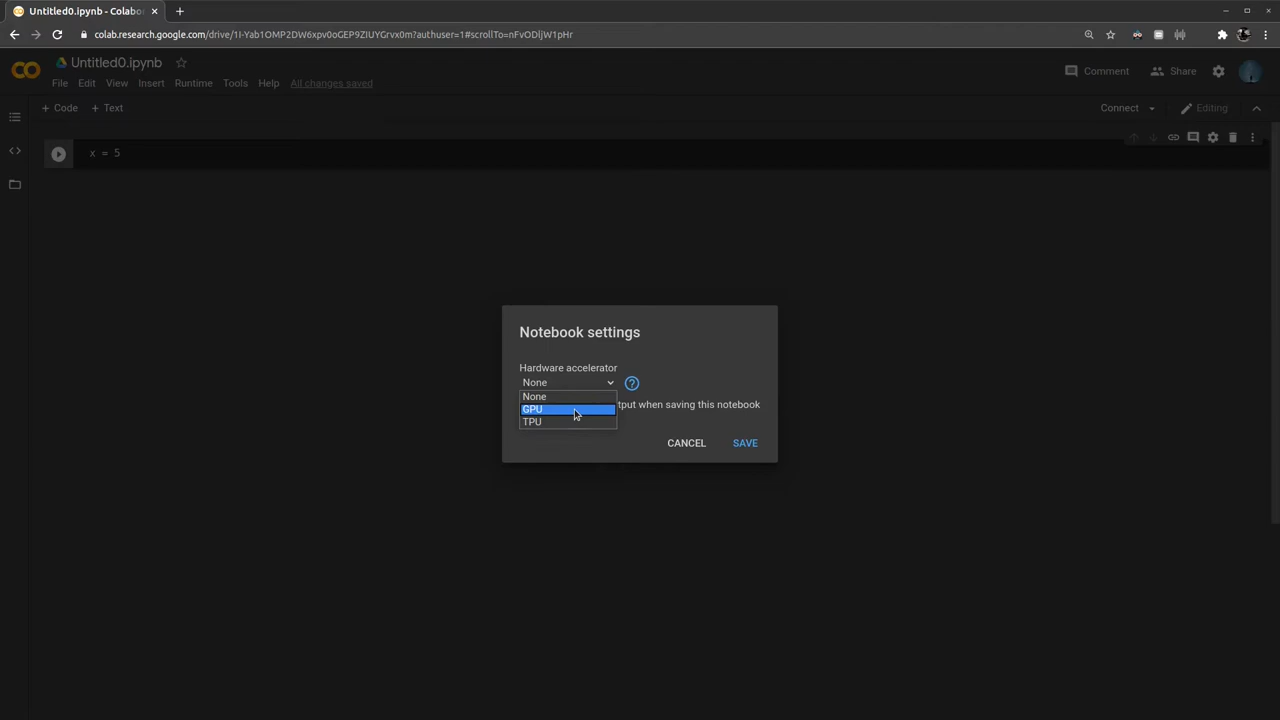 Untitled0.ipynb - Colabo
colab.research.google.com/drive/1I-Yab1OMP2DW6xpv0oGEP9ZIUYGrvx0m?authuser=1#scrollTo=nFvODljW1pHr
Untitled0.ipynb
Comment
Share
File Edit View Insert Runtime Tools Help All changes saved
+ Code + Text
Connect
Editing
x = 5
Notebook settings
Hardware accelerator
None
None
GPU
tput when saving this notebook
TPU
CANCEL SAVE